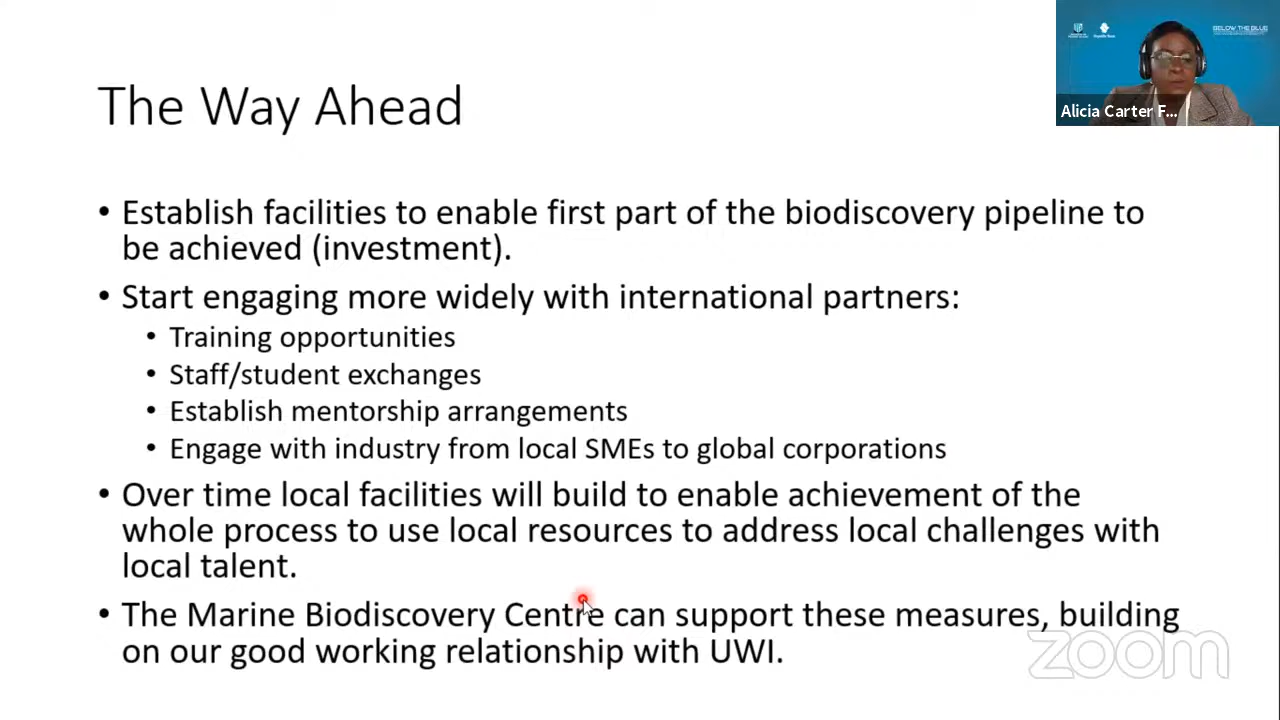 BELOW THE BLUE
Alicia Carter F...
The Way Ahead
• Establish facilities to enable first part of the biodiscovery pipeline to
be achieved (investment).
• Start engaging more widely with international partners:
• Training opportunities
• Staff/student exchanges
• Establish mentorship arrangements
• Engage with industry from local SMEs to global corporations
• Over time local facilities will build to enable achievement of the
whole process to use local resources to address local challenges with
local talent.
• The Marine Biodiscovery Centre can support these measures, building
on our good working relationship with UWI.
zoom